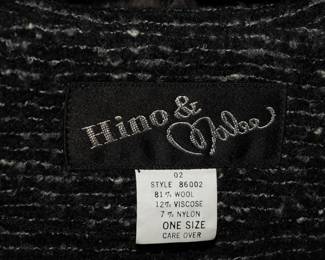 Hino & Malee
02
STYLE 86002
81% WOOL
12% VISCOSE
7% NYLON
ONE SIZE
CARE OVER